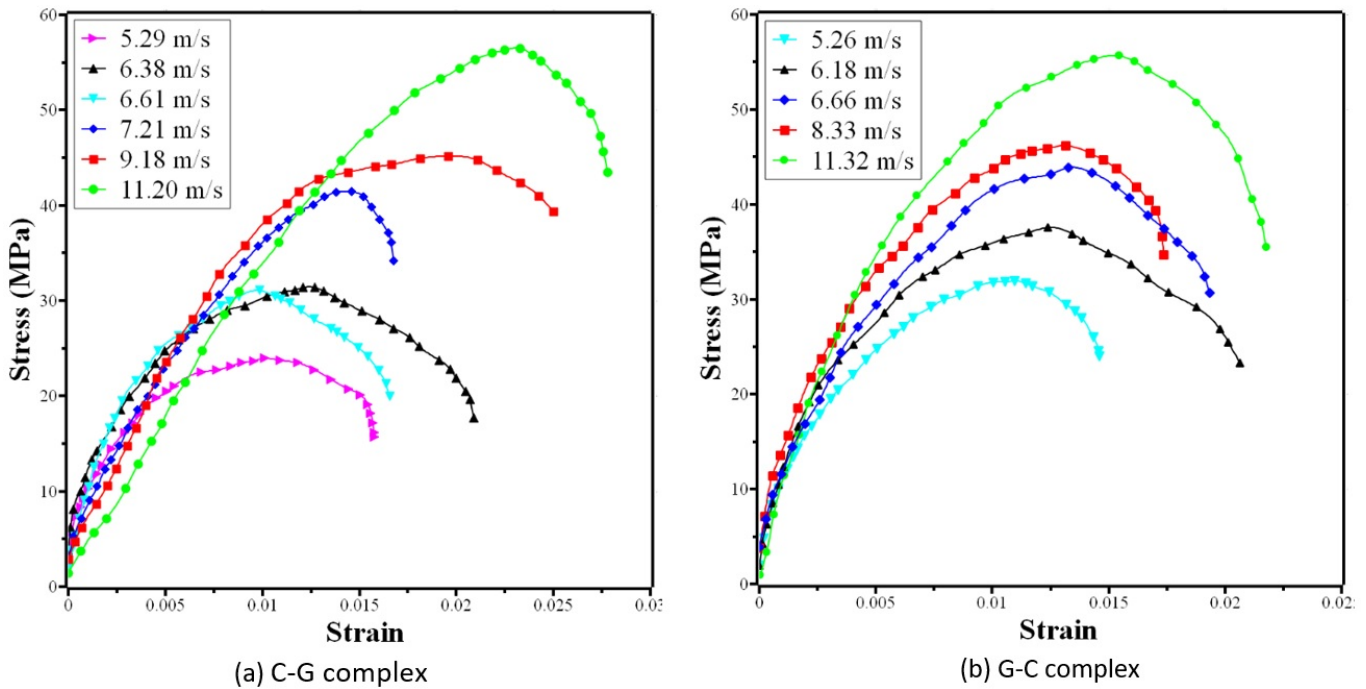 60
50
40
30
20
10
0
Stress (MPa)
5.29 m/s
6.38 m/s
6.61 m/s
7.21 m/s
9.18 m/s
11.20 m/s
0 0.005 0.01 0.015 0.02 0.025 0.03
Strain
(a) C-G complex
60
50
40
30
20
10
0
Stress (MPa)
5.26 m/s
6.18 m/s
6.66 m/s
8.33 m/s
11.32 m/s
0 0.005 0.01 0.015 0.02
Strain
(b) G-C complex